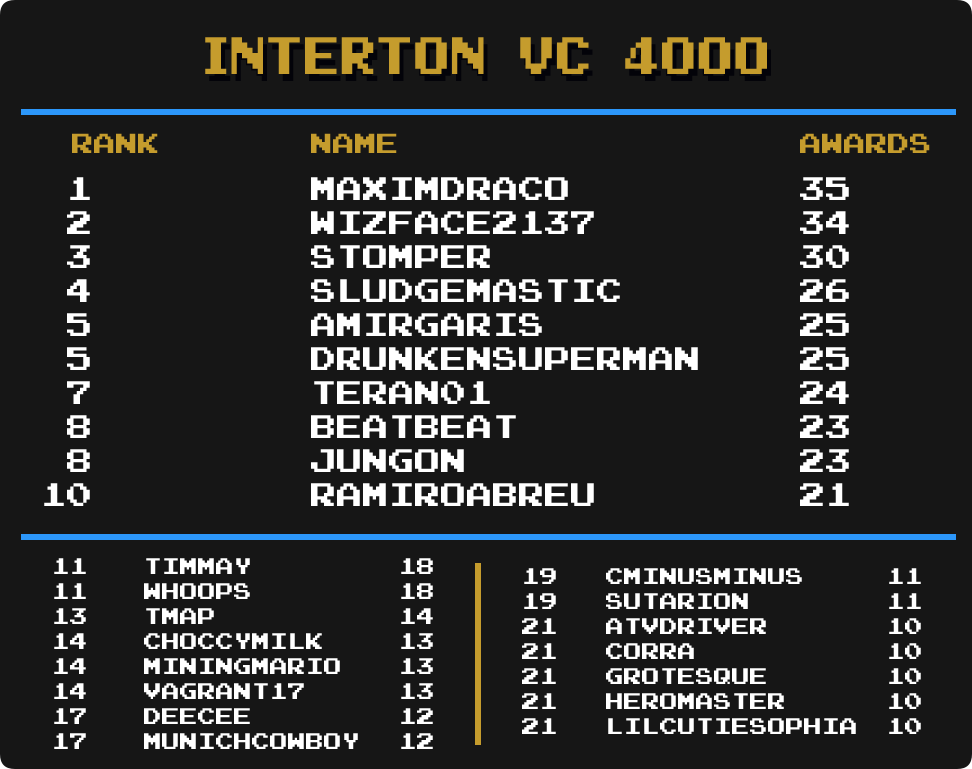 INTERTON VC 4000
RANK NAME AWARDS
1 MAXIMDRACO 35
2 WIZFACE2137 34
3 STOMPER 30
4 SLUDGEMASTIC 26
5 AMIRGARIS 25
5 DRUNKENSUPERMAN 25
7 TERAN01 24
8 BEATBEAT 23
8 JUNGON 23
10 RAMIROABREU 21
11 TIMMAY 18
11 WHOOPS 18
13 TMAP 14
14 CHOCCYMILK 13
14 MININGMARIO 13
14 VAGRANT17 13
17 DEECEE 12
17 MUNICHCOWBOY 12
19 CMINUSMINUS 11
19 SUTARION 11
21 ATVDRIVER 10
21 CORRA 10
21 GROTESQUE 10
21 HEROMASTER 10
21 LILCUTIESOPHIA 10